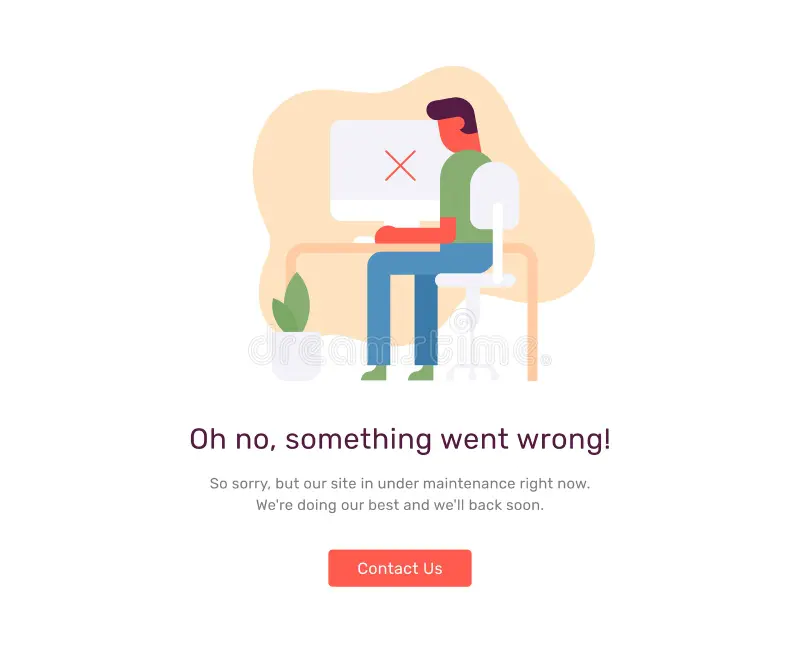 dreamstime.
Oh no, something went wrong!
So sorry, but our site in under maintenance right now.
We're doing our best and we'll back soon.
Contact Us